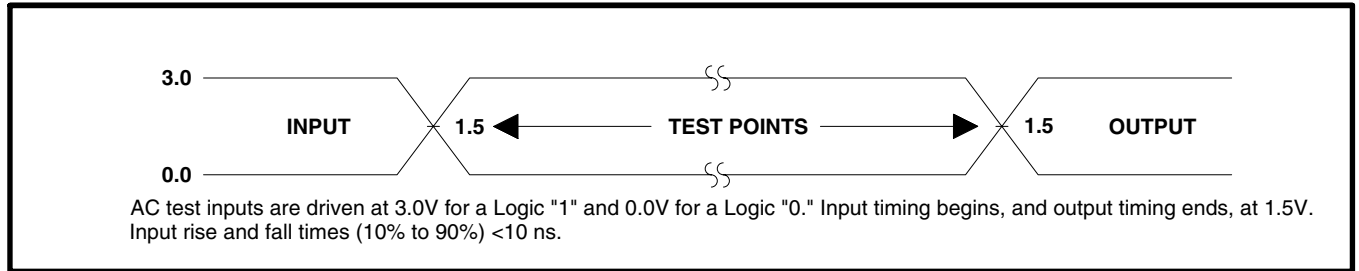 3.0
INPUT 1.5 TEST POINTS 1.5 OUTPUT
0.0
AC test inputs are driven at 3.0V for a Logic "1" and 0.0V for a Logic "0." Input timing begins, and output timing ends, at 1.5V.
Input rise and fall times (10% to 90%) <10 ns.